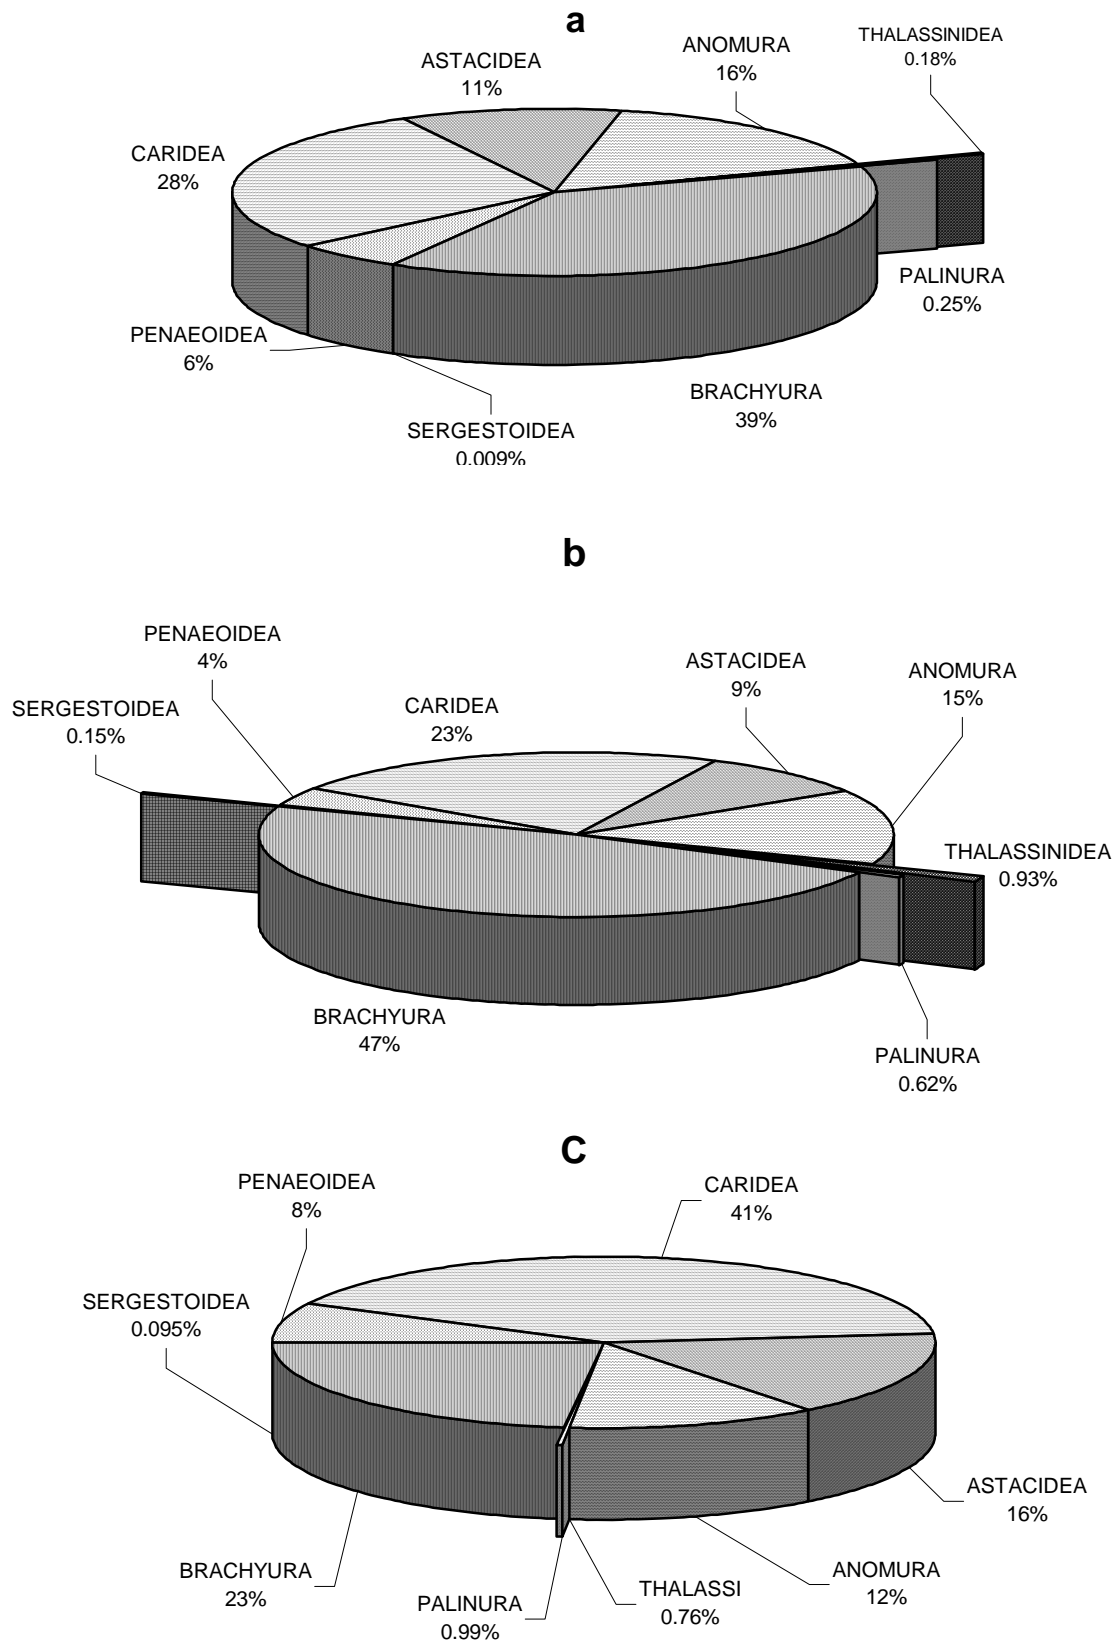 a
ASTACIDEA
11%
ANOMURA
16%
THALASSINIDEA
0.18%
CARIDEA
28%
PALINURA
0.25%
PENAEOIDEA
6%
BRACHYURA
39%
SERGESTOIDEA
0.009%
b
PENAEOIDEA
4%
ASTACIDEA
9%
ANOMURA
15%
SERGESTOIDEA
0.15%
CARIDEA
23%
THALASSINIDEA
0.93%
BRACHYURA
47%
PALINURA
0.62%
C
PENAEOIDEA
8%
CARIDEA
41%
SERGESTOIDEA
0.095%
ASTACIDEA
16%
BRACHYURA
23%
PALINURA
0.99%
THALASSI
0.76%
ANOMURA
12%